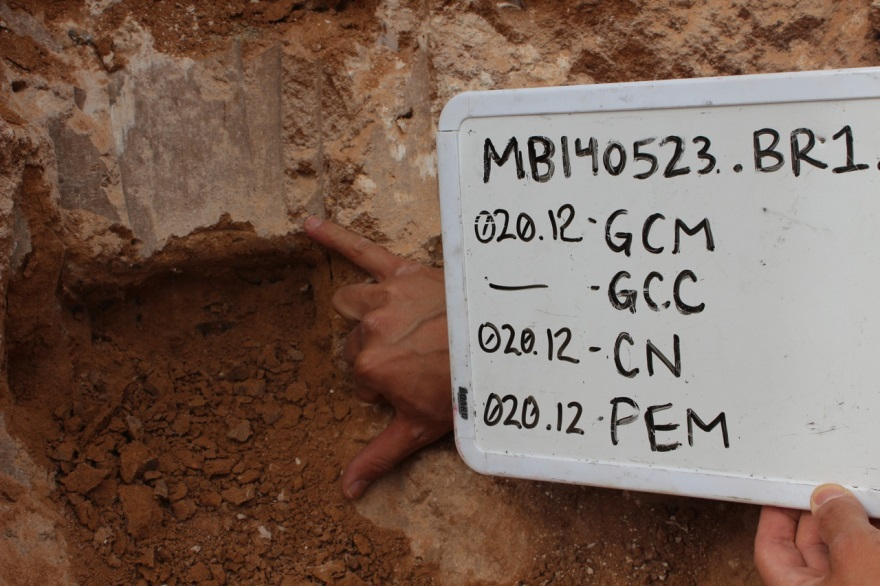 MB140523..BR1.
020.12-GCM
— -GCC
020.12-CN
020.12-PEM